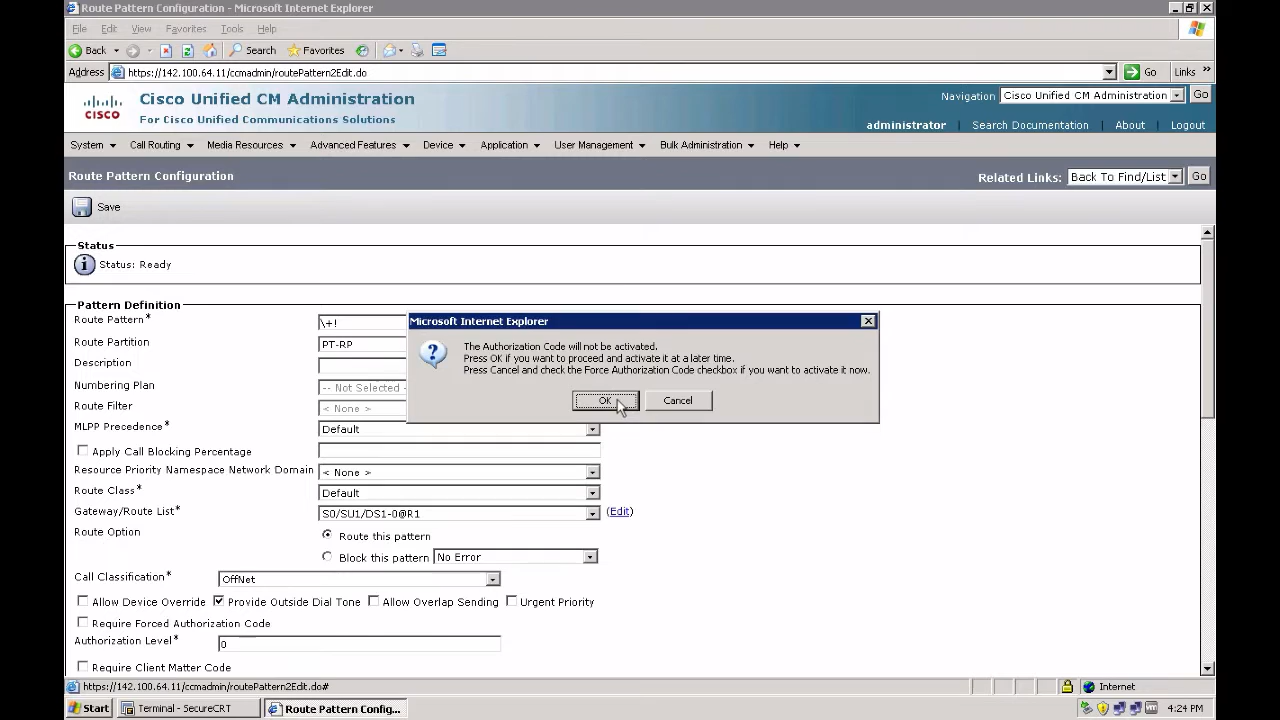 Route Pattern Configuration - Microsoft Internet Explorer
File Edit View Favorites Tools Help
Back Search Favorites
Address https://142.100.64.11/ccmadmin/routePattern2Edit.do Go Links »
CISCO
Cisco Unified CM Administration
For Cisco Unified Communications Solutions
Navigation Cisco Unified CM Administration Go
administrator | Search Documentation | About | Logout
System Call Routing Media Resources Advanced Features Device Application User Management Bulk Administration Help
Route Pattern Configuration
Related Links: Back To Find/List Go
Save
Status
Status: Ready
Pattern Definition
Route Pattern* \+!
Route Partition PT-RP
Description
Numbering Plan -- Not Selected -
Route Filter < None >
MLPP Precedence* Default
Apply Call Blocking Percentage
Resource Priority Namespace Network Domain < None >
Route Class* Default
Gateway/Route List* S0/SU1/DS1-0@R1 (Edit)
Route Option Route this pattern
Block this pattern No Error
Call Classification* OffNet
Allow Device Override Provide Outside Dial Tone Allow Overlap Sending Urgent Priority
Require Forced Authorization Code
Authorization Level* 0
Require Client Matter Code
Microsoft Internet Explorer
The Authorization Code will not be activated.
Press OK if you want to proceed and activate it at a later time.
Press Cancel and check the Force Authorization Code checkbox if you want to activate it now.
OK Cancel
https://142.100.64.11/ccmadmin/routePattern2Edit.do# Internet
Start Terminal - SecureCRT Route Pattern Config... 4:24 PM